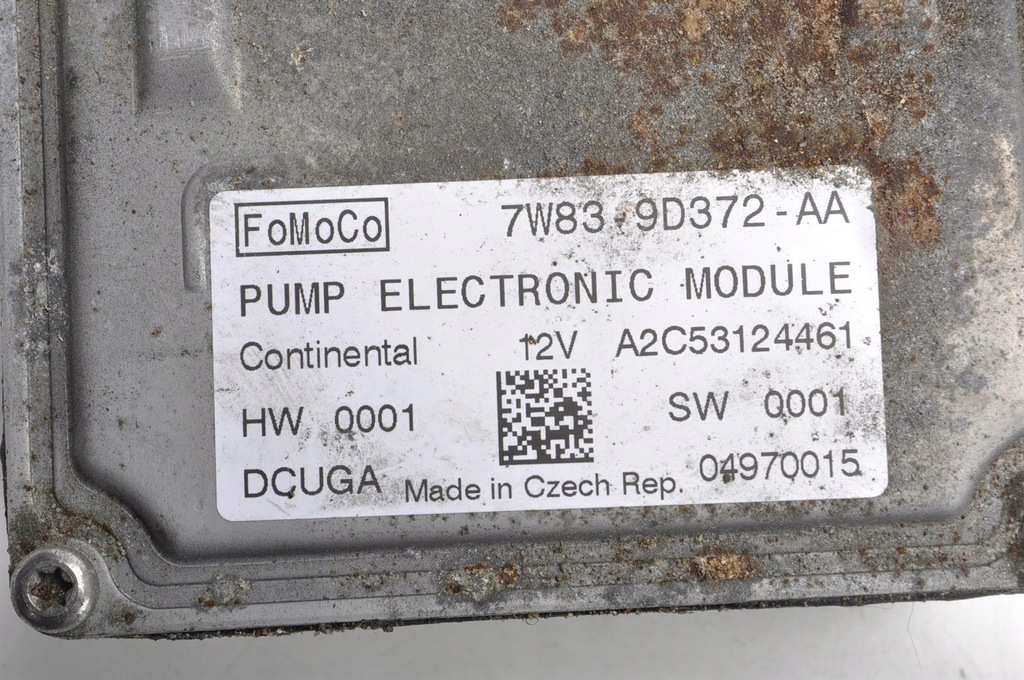 FoMoCo 7W83-9D372-AA
PUMP ELECTRONIC MODULE
Continental 12V A2C53124461
HW 0001 SW 0001
DCUGA Made in Czech Rep. 04970015